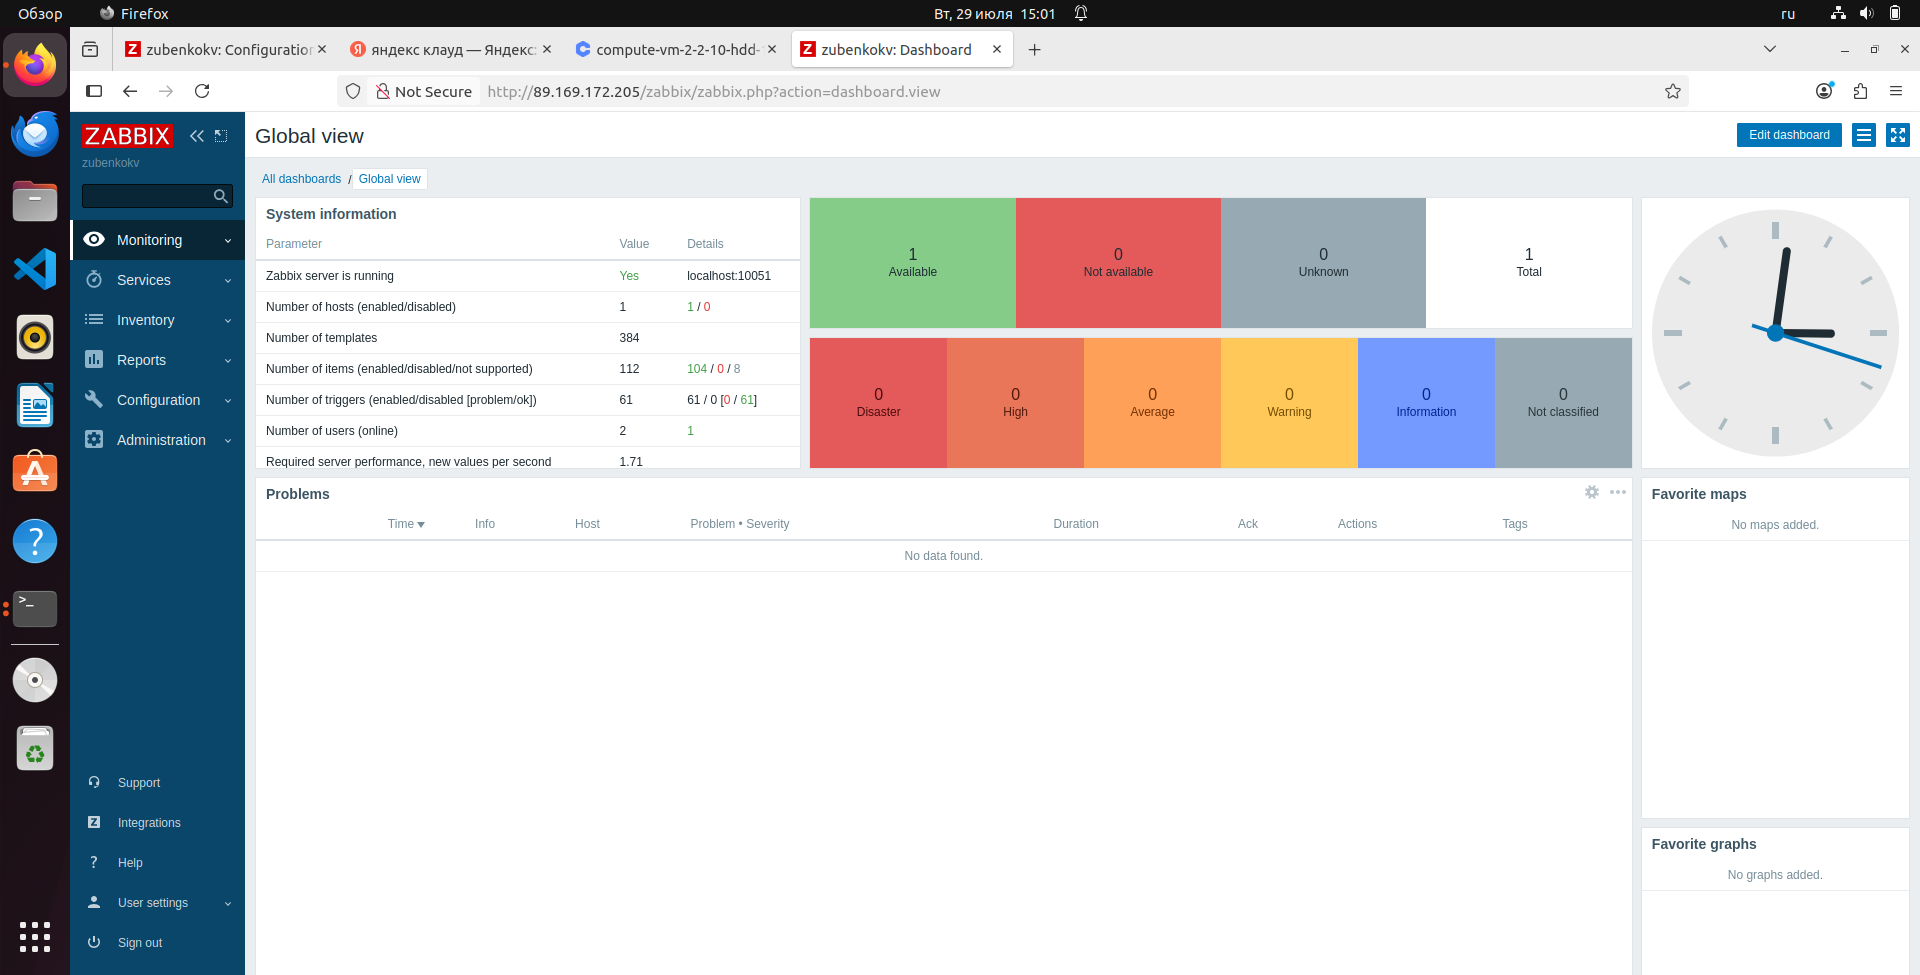 Обзор
Firefox
Вт, 29 июля 15:01
ru
zubenkokv: Configuration
яндекс клауд — Яндекс:
compute-vm-2-2-10-hdd-
zubenkokv: Dashboard
Not Secure
http://89.169.172.205/zabbix/zabbix.php?action=dashboard.view
ZABBIX
zubenkokv
Monitoring
Services
Inventory
Reports
Configuration
Administration
Support
Integrations
Help
User settings
Sign out
Global view
Edit dashboard
All dashboards / Global view
System information
Parameter Value Details
Zabbix server is running Yes localhost:10051
Number of hosts (enabled/disabled) 1 1 / 0
Number of templates 384
Number of items (enabled/disabled/not supported) 112 104 / 0 / 8
Number of triggers (enabled/disabled [problem/ok]) 61 61 / 0 [0 / 61]
Number of users (online) 2 1
Required server performance, new values per second 1.71
1 Available
0 Not available
0 Unknown
1 Total
0 Disaster
0 High
0 Average
0 Warning
0 Information
0 Not classified
Problems
Time Info Host Problem • Severity Duration Ack Actions Tags
No data found.
Favorite maps
No maps added.
Favorite graphs
No graphs added.